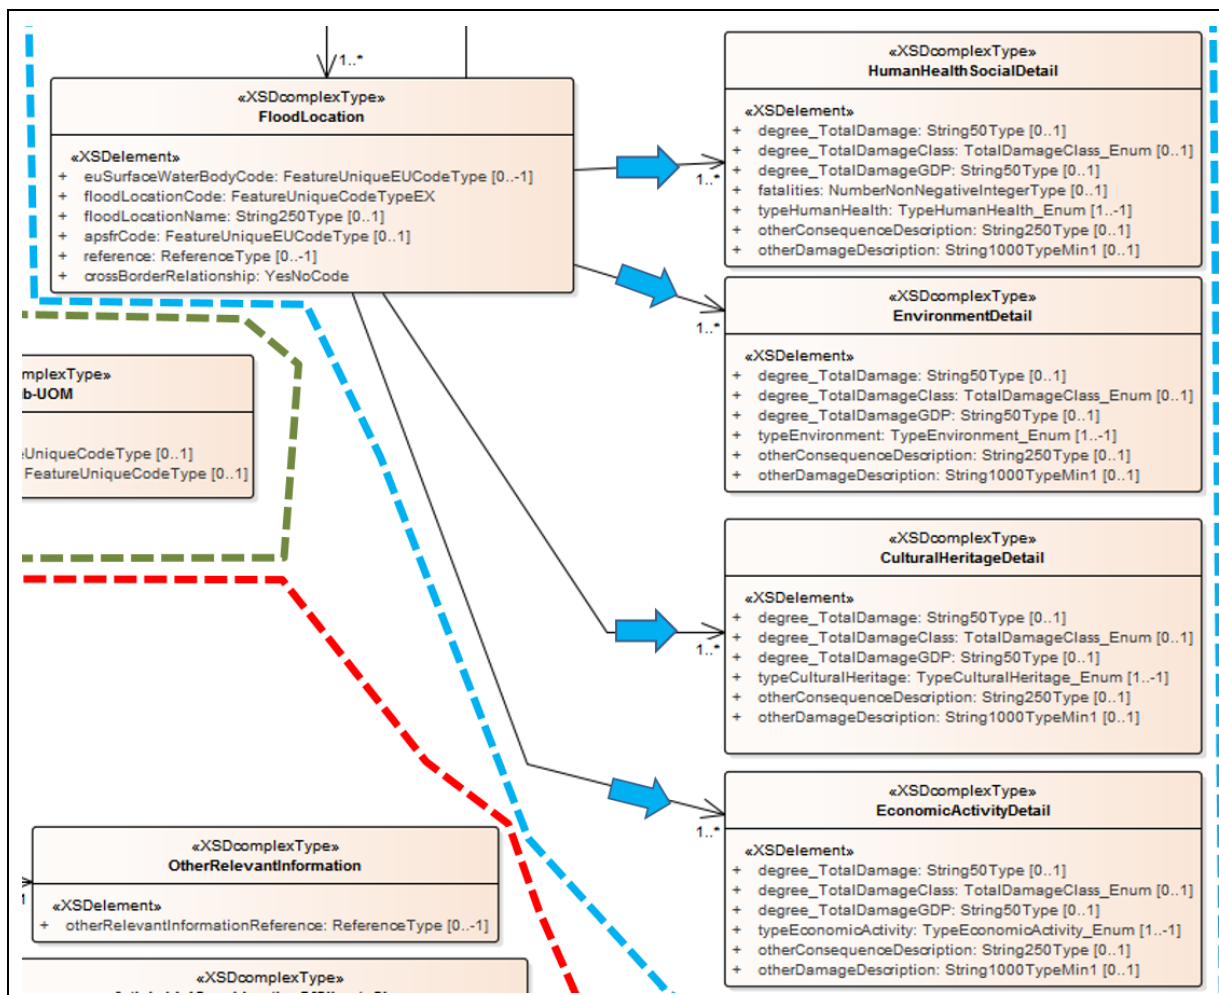 1..*
«XSDcomplexType»
FloodLocation
«XSDelement»
+ euSurfaceWaterBodyCode: FeatureUniqueEUCodeType [0..-1]
+ floodLocationCode: FeatureUniqueCodeTypeEX
+ floodLocationName: String250Type [0..1]
+ apsfrCode: FeatureUniqueEUCodeType [0..1]
+ reference: ReferenceType [0..-1]
+ crossBorderRelationship: YesNoCode
1..*
«XSDcomplexType»
HumanHealthSocialDetail
«XSDelement»
+ degree_TotalDamage: String50Type [0..1]
+ degree_TotalDamageClass: TotalDamageClass_Enum [0..1]
+ degree_TotalDamageGDP: String50Type [0..1]
+ fatalities: NumberNonNegativeIntegerType [0..1]
+ typeHumanHealth: TypeHumanHealth_Enum [1..-1]
+ otherConsequenceDescription: String250Type [0..1]
+ otherDamageDescription: String1000TypeMin1 [0..1]
1..*
«XSDcomplexType»
EnvironmentDetail
«XSDelement»
+ degree_TotalDamage: String50Type [0..1]
+ degree_TotalDamageClass: TotalDamageClass_Enum [0..1]
+ degree_TotalDamageGDP: String50Type [0..1]
+ typeEnvironment: TypeEnvironment_Enum [1..-1]
+ otherConsequenceDescription: String250Type [0..1]
+ otherDamageDescription: String1000TypeMin1 [0..1]
mplexType»
b-UOM
UniqueCodeType [0..1]
FeatureUniqueCodeType [0..1]
1..*
«XSDcomplexType»
CulturalHeritageDetail
«XSDelement»
+ degree_TotalDamage: String50Type [0..1]
+ degree_TotalDamageClass: TotalDamageClass_Enum [0..1]
+ degree_TotalDamageGDP: String50Type [0..1]
+ typeCulturalHeritage: TypeCulturalHeritage_Enum [1..-1]
+ otherConsequenceDescription: String250Type [0..1]
+ otherDamageDescription: String1000TypeMin1 [0..1]
1..*
«XSDcomplexType»
EconomicActivityDetail
«XSDelement»
+ degree_TotalDamage: String50Type [0..1]
+ degree_TotalDamageClass: TotalDamageClass_Enum [0..1]
+ degree_TotalDamageGDP: String50Type [0..1]
+ typeEconomicActivity: TypeEconomicActivity_Enum [1..-1]
+ otherConsequenceDescription: String250Type [0..1]
+ otherDamageDescription: String1000TypeMin1 [0..1]
1
«XSDcomplexType»
OtherRelevantInformation
«XSDelement»
+ otherRelevantInformationReference: ReferenceType [0..-1]
«XSDcomplexType»